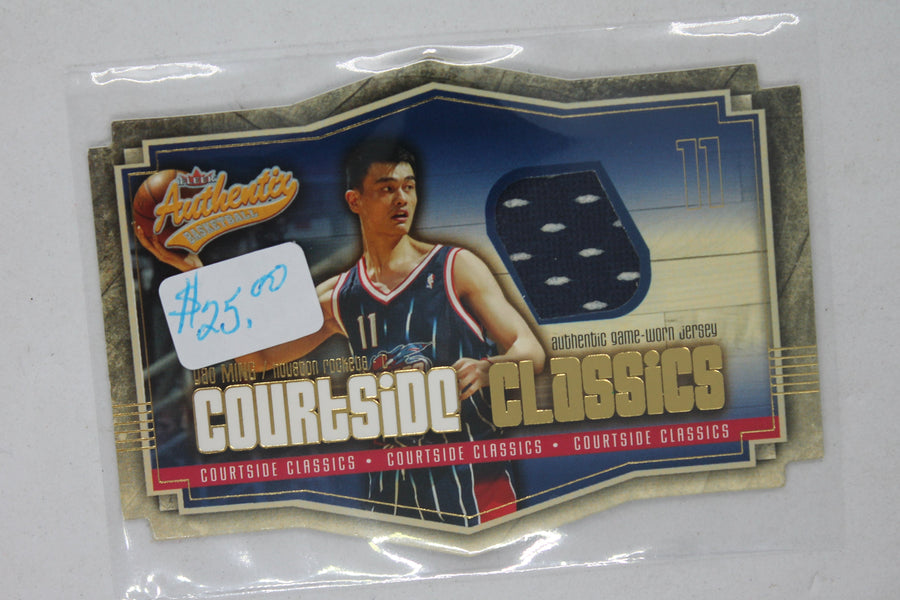 FLEER
Authentix
BASKETBALL
11
$25.00
11
authentic game-worn jersey
Yao MING / HOUSTON ROCKETS C
COURTSIDE CLASSICS
COURTSIDE CLASSICS • COURTSIDE CLASSICS • COURTSIDE CLASSICS